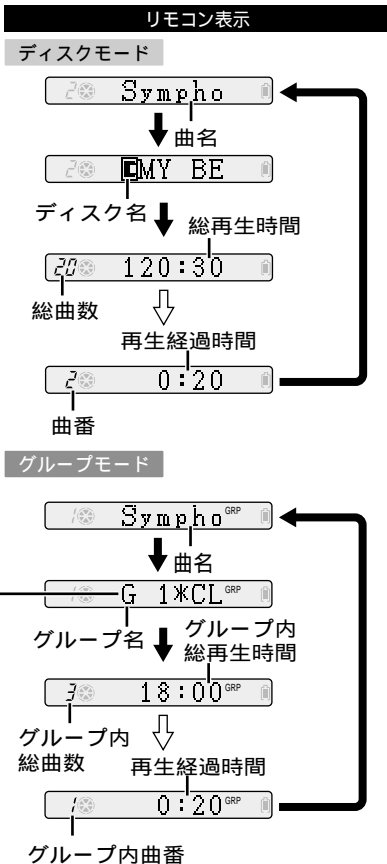 リモコン表示
ディスクモード
2 Sympho
曲名
2 D MY BE
ディスク名
総再生時間
20 120:30
総曲数
再生経過時間
2 0:20
曲番
グループモード
1 Sympho GRP
曲名
1 G 1*CL GRP
グループ名
グループ内
総再生時間
3 18:00 GRP
グループ内
総曲数
再生経過時間
1 0:20 GRP
グループ内曲番